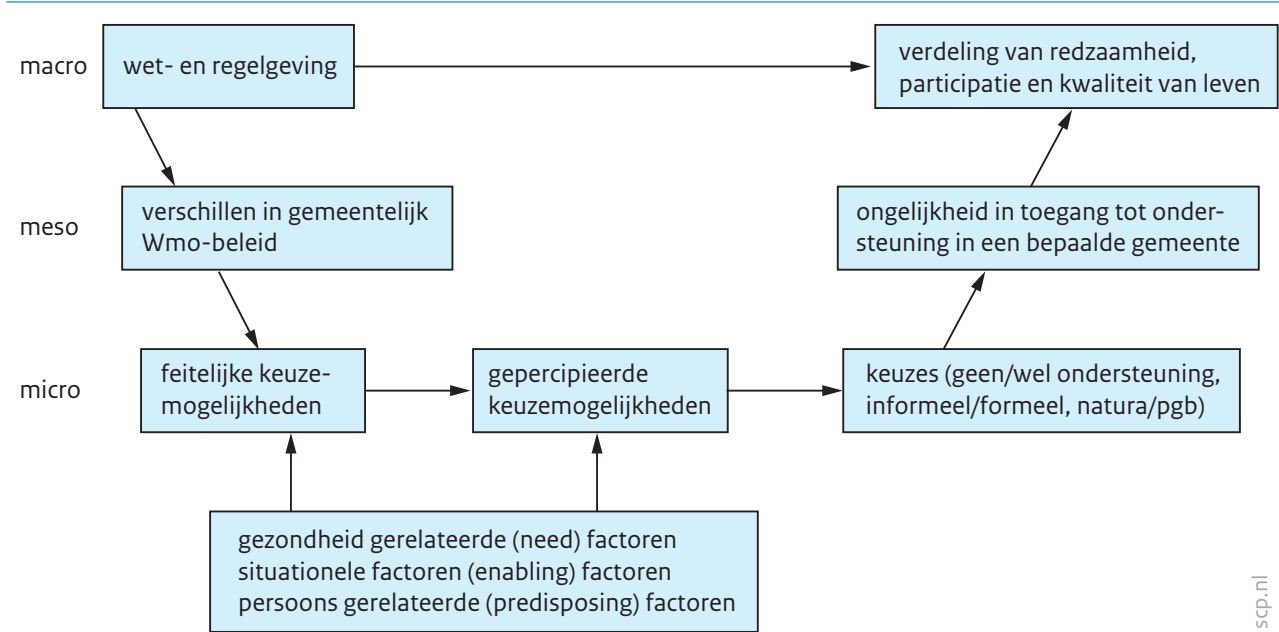 macro
wet- en regelgeving
verdeling van redzaamheid,
participatie en kwaliteit van leven
meso
verschillen in gemeentelijk
Wmo-beleid
ongelijkheid in toegang tot onder-
steuning in een bepaalde gemeente
micro
feitelijke keuze-
mogelijkheden
gepercipieerde
keuzemogelijkheden
keuzes (geen/wel ondersteuning,
informeel/formeel, natura/pgb)
gezondheid gerelateerde (need) factoren
situationele factoren (enabling) factoren
persoons gerelateerde (predisposing) factoren
scp.nl